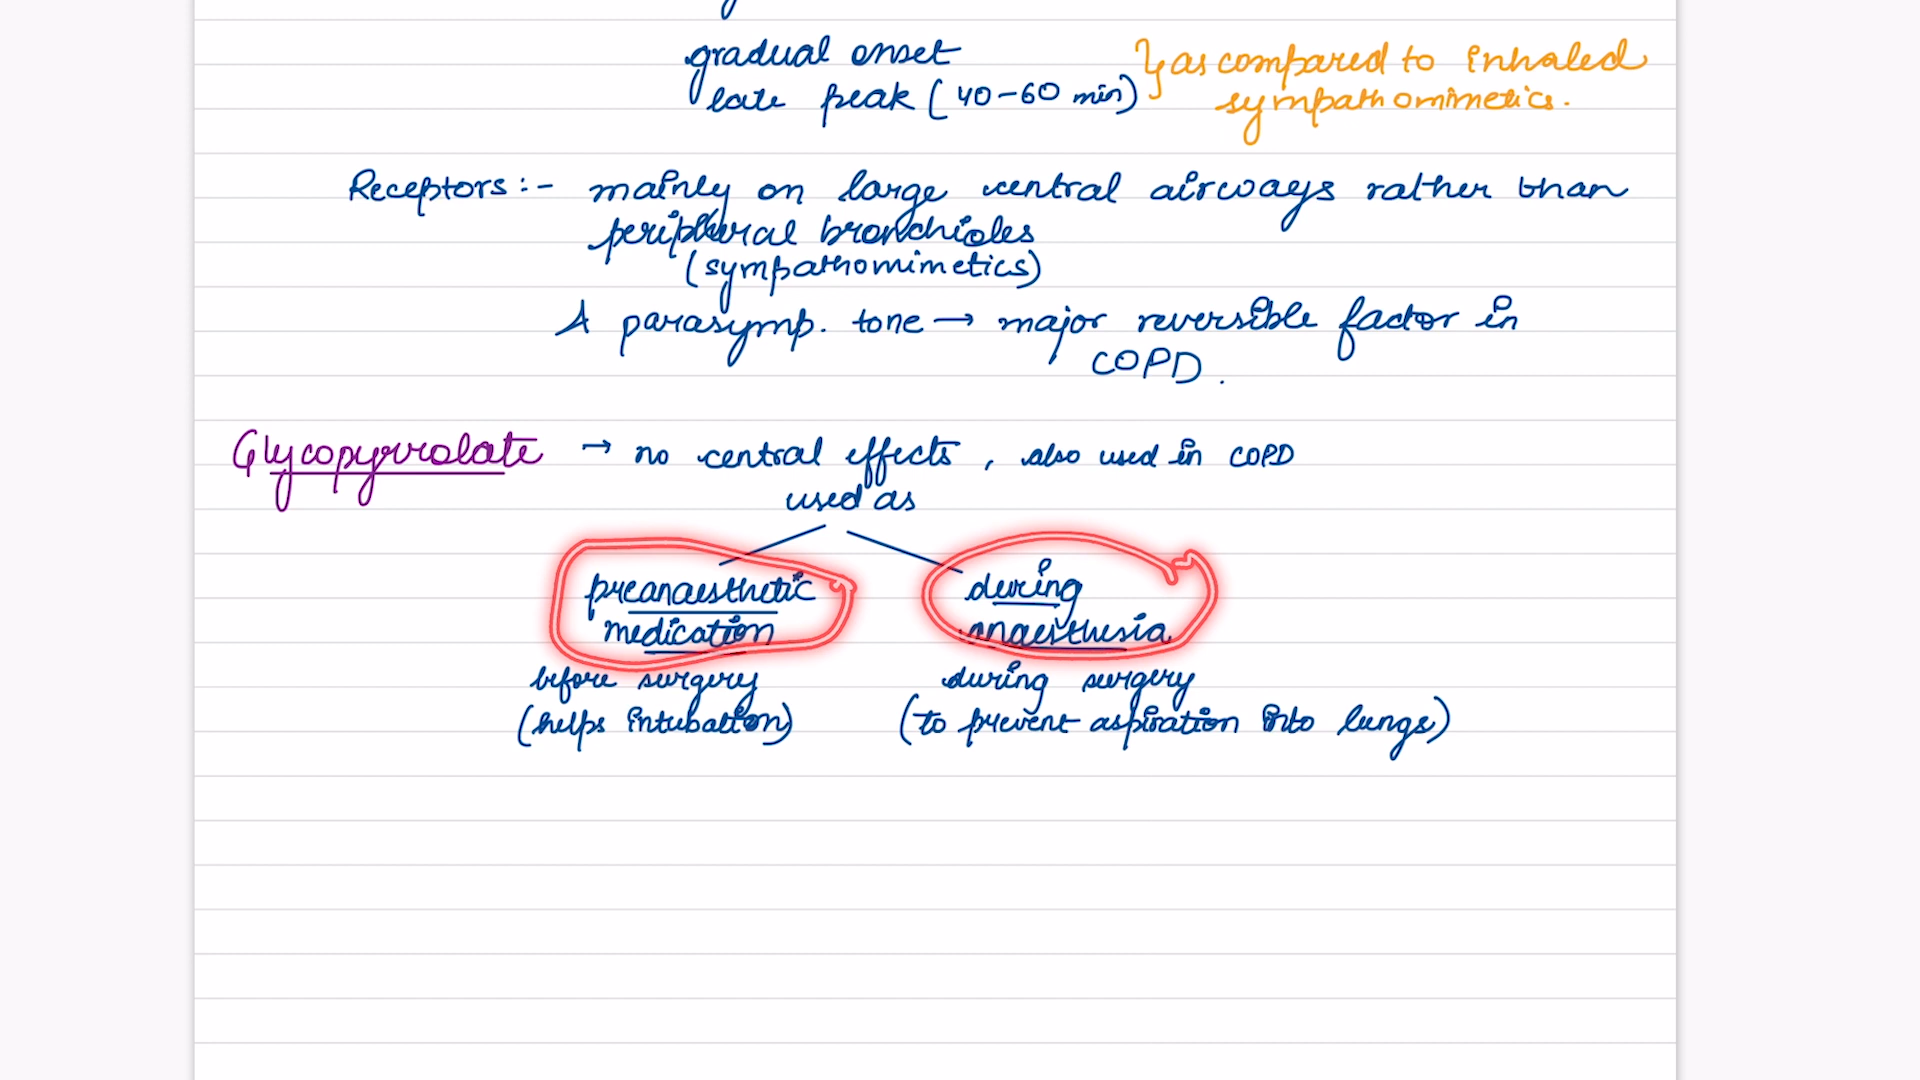 gradual onset
late peak (40-60 min) } as compared to inhaled
sympathomimetics.
Receptors:- mainly on large central airways rather than
peripheral bronchioles
(sympathomimetics)
parasymp. tone → major reversible factor in
COPD.
Glycopyrrolate → no central effects, also used in COPD
used as
preanaesthetic during
medication anaesthesia
before surgery during surgery
(helps intubation) (to prevent aspiration into lungs)